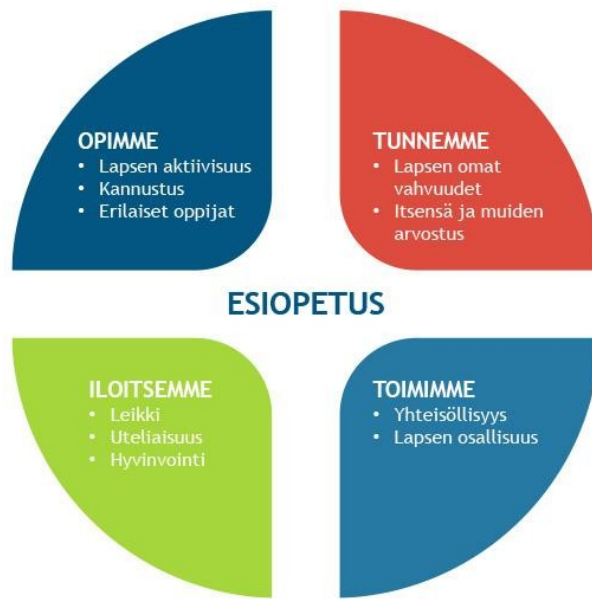 OPIMME
• Lapsen aktiivisuus
• Kannustus
• Erilaiset oppijat
TUNNEMME
• Lapsen omat
vahvuudet
• Itsensä ja muiden
arvostus
ESIOPETUS
ILOITSEMME
• Leikki
• Uteliaisuus
• Hyvinvointi
TOIMIMME
• Yhteisöllisyys
• Lapsen osallisuus